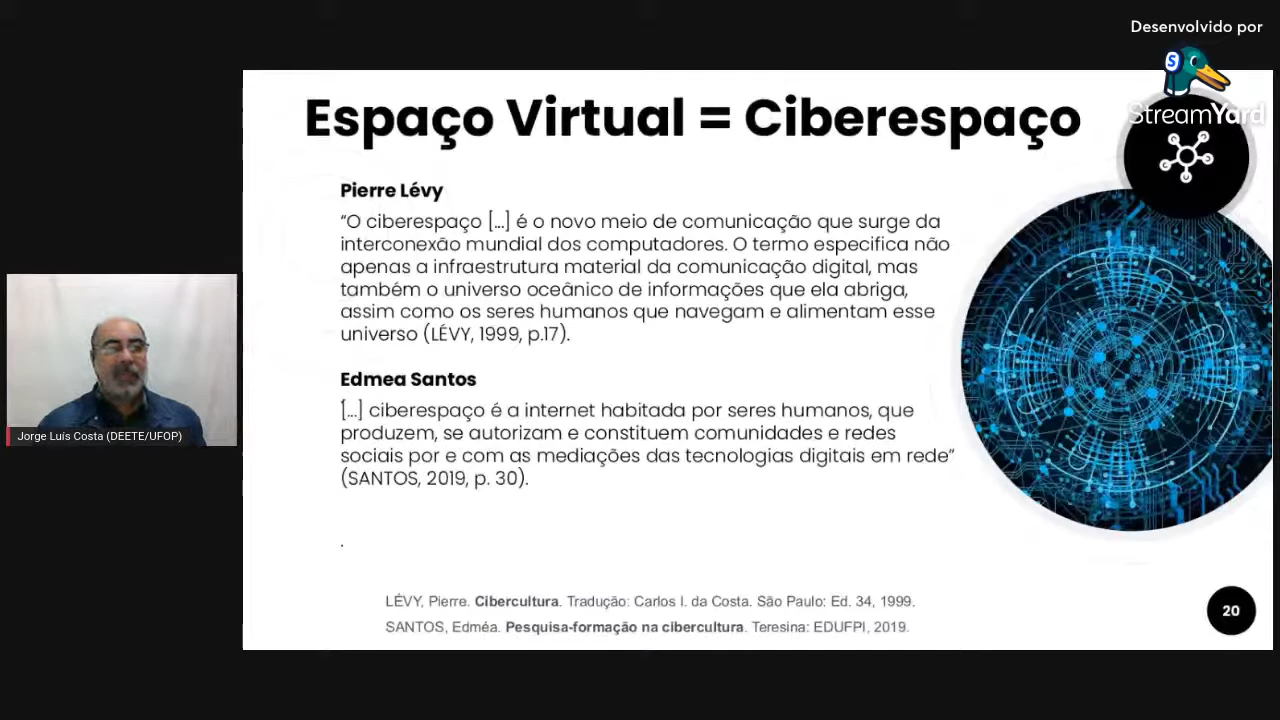 Desenvolvido por
StreamYard
Espaço Virtual = Ciberespaço
Pierre Lévy
“O ciberespaço [...] é o novo meio de comunicação que surge da
interconexão mundial dos computadores. O termo especifica não
apenas a infraestrutura material da comunicação digital, mas
também o universo oceânico de informações que ela abriga,
assim como os seres humanos que navegam e alimentam esse
universo (LÉVY, 1999, p.17).
Edmea Santos
[...] ciberespaço é a internet habitada por seres humanos, que
produzem, se autorizam e constituem comunidades e redes
sociais por e com as mediações das tecnologias digitais em rede”
(SANTOS, 2019, p. 30).
.
Jorge Luís Costa (DEETE/UFOP)
LÉVY, Pierre. Cibercultura. Tradução: Carlos I. da Costa. São Paulo: Ed. 34, 1999.
SANTOS, Edméa. Pesquisa-formação na cibercultura. Teresina: EDUFPI, 2019.
20